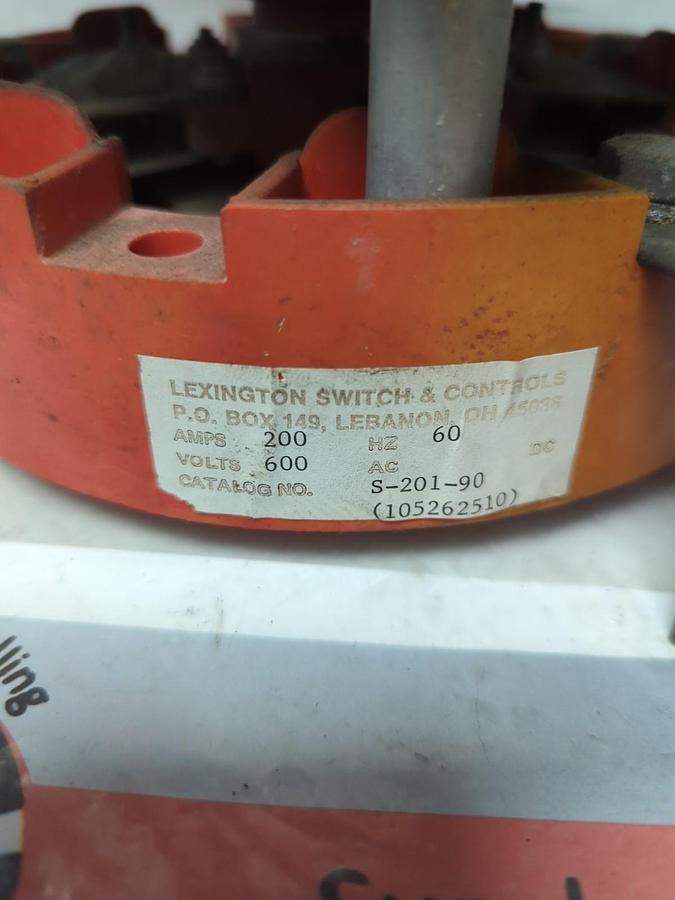 LEXINGTON SWITCH & CONTROLS
P.O. BOX 149, LEBANON, OH 45036
AMPS 200 HZ 60
VOLTS 600 AC DC
CATALOG NO. S-201-90
(105262510)
lling